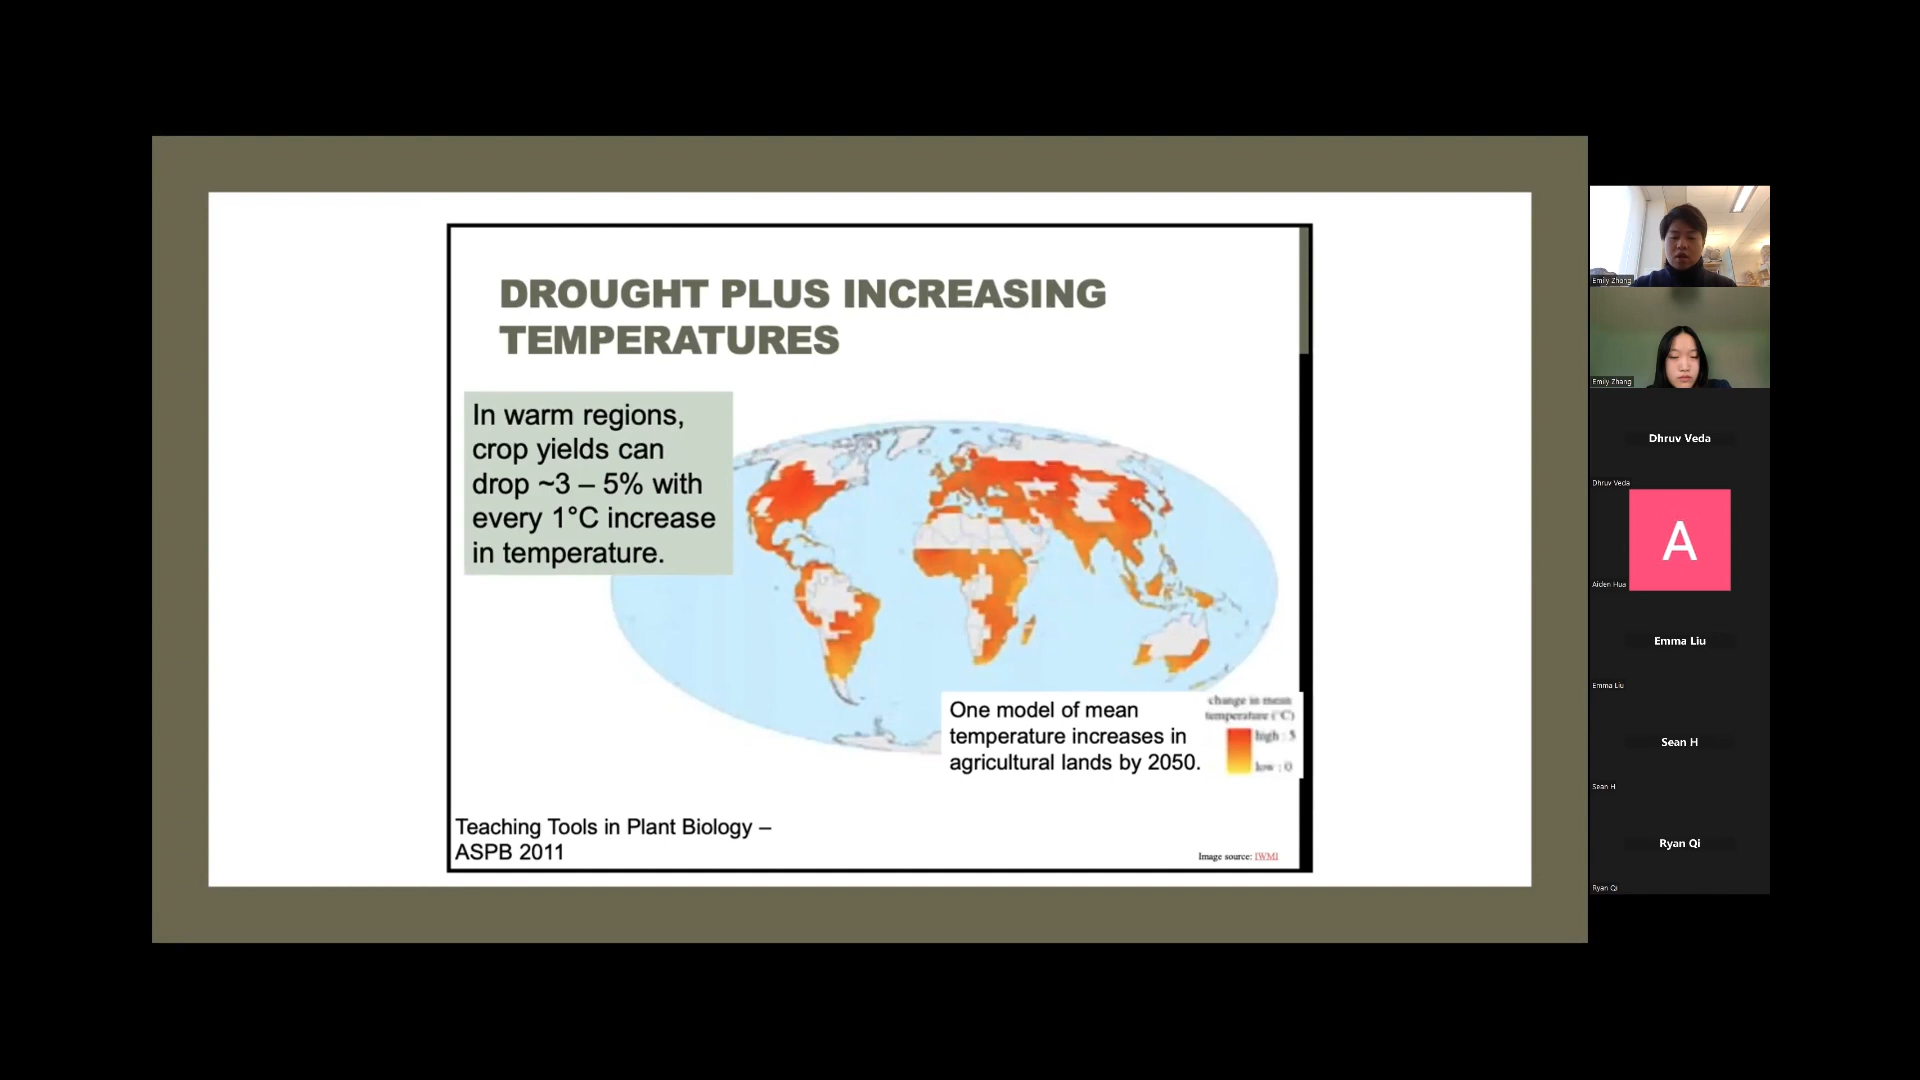 DROUGHT PLUS INCREASING
TEMPERATURES
In warm regions,
crop yields can
drop ~3 – 5% with
every 1°C increase
in temperature.
One model of mean
temperature increases in
agricultural lands by 2050.
change in mean
temperature (°C)
high : 5
low : 0
Teaching Tools in Plant Biology –
ASPB 2011
Image source: IWMI
Emily Zhang
Emily Zhang
Dhruv Veda
Dhruv Veda
A
Aiden Hua
Emma Liu
Emma Liu
Sean H
Sean H
Ryan Qi
Ryan Qi